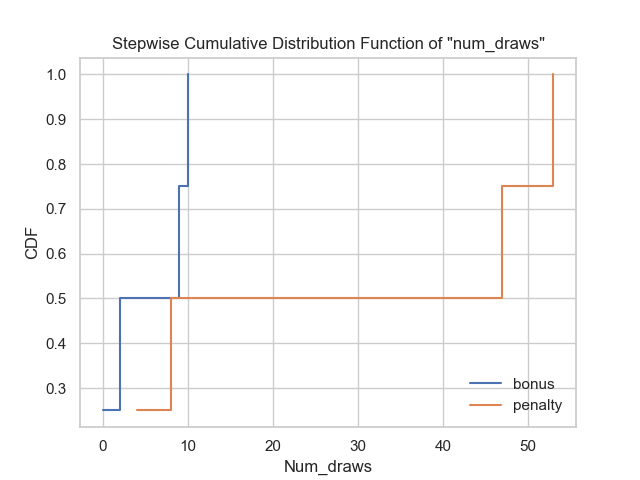 Stepwise Cumulative Distribution Function of "num_draws"
1.0
0.9
0.8
0.7
0.6
0.5
0.4
0.3
CDF
bonus
penalty
0 10 20 30 40 50
Num_draws